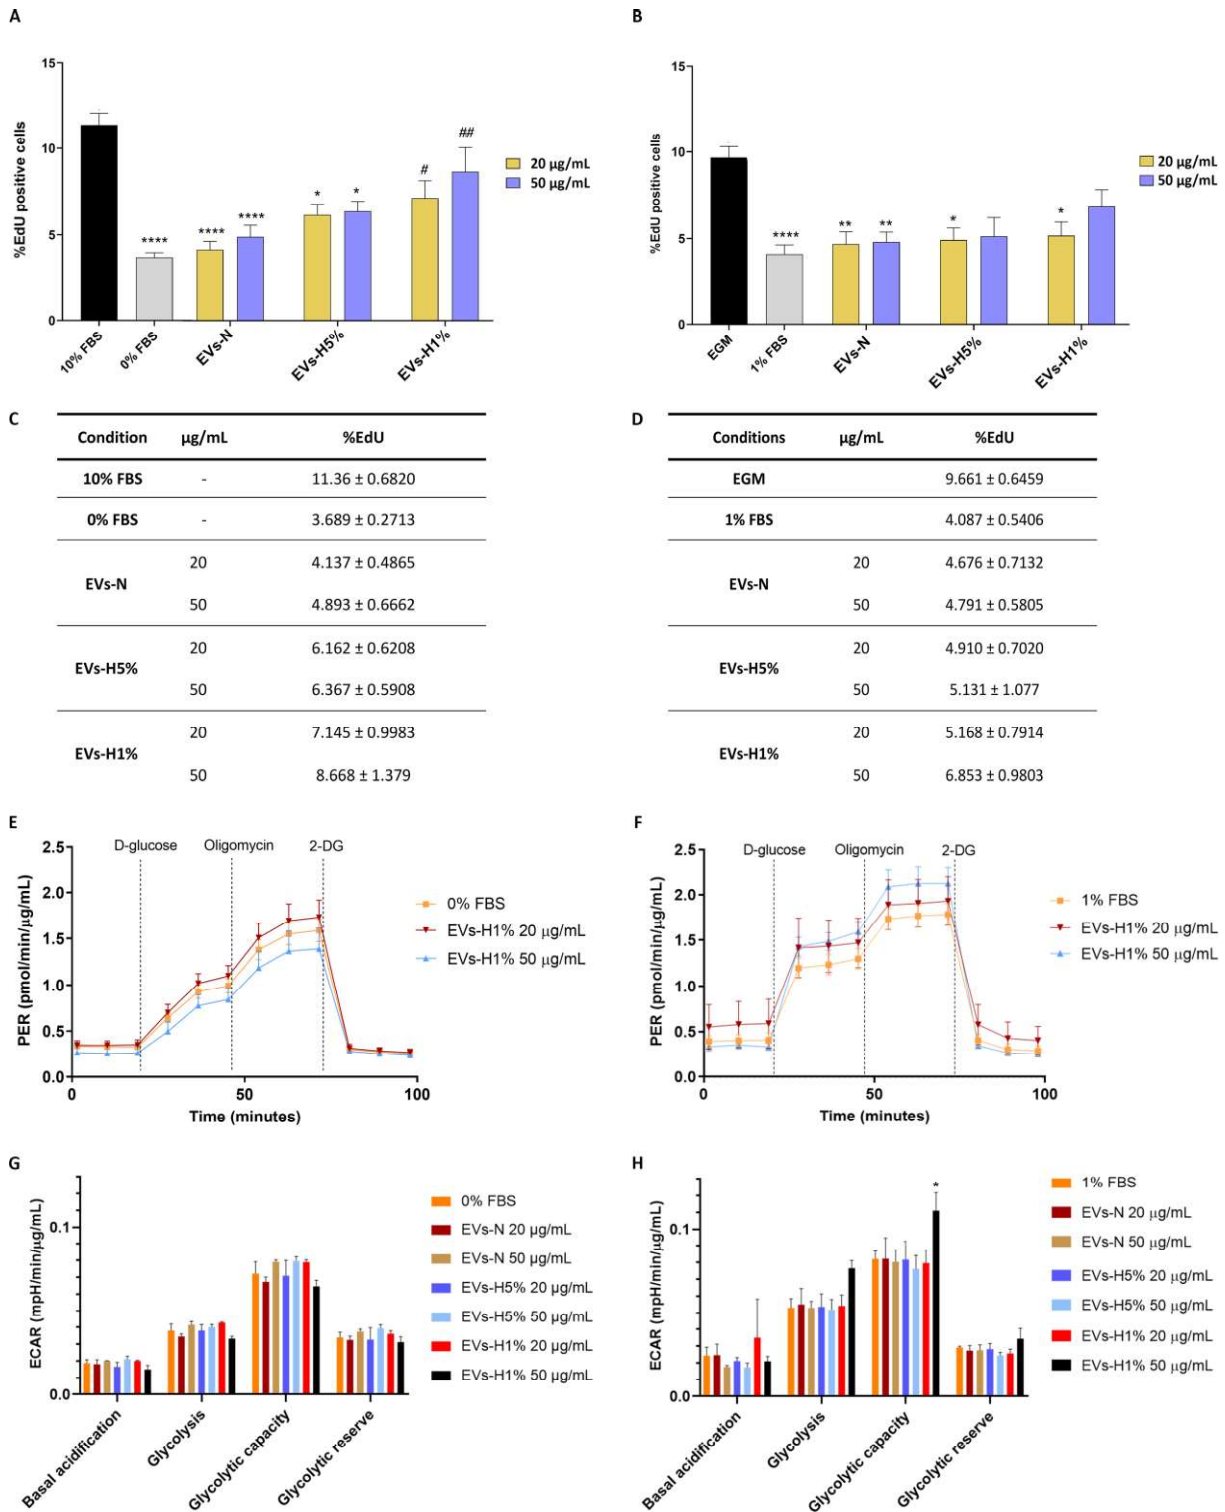 A
15
10
5
0
%EdU positive cells
****
****
****
*
*
#
##
20 µg/mL
50 µg/mL
10% FBS
0% FBS
EVs-N
EVs-H5%
EVs-H1%
B
15
10
5
0
%EdU positive cells
****
**
**
*
*
20 µg/mL
50 µg/mL
EGM
1% FBS
EVs-N
EVs-H5%
EVs-H1%
C
Condition µg/mL %EdU
10% FBS - 11.36 ± 0.6820
0% FBS - 3.689 ± 0.2713
EVs-N
20 4.137 ± 0.4865
50 4.893 ± 0.6662
EVs-H5%
20 6.162 ± 0.6208
50 6.367 ± 0.5908
EVs-H1%
20 7.145 ± 0.9983
50 8.668 ± 1.379
D
Conditions µg/mL %EdU
EGM 9.661 ± 0.6459
1% FBS 4.087 ± 0.5406
EVs-N
20 4.676 ± 0.7132
50 4.791 ± 0.5805
EVs-H5%
20 4.910 ± 0.7020
50 5.131 ± 1.077
EVs-H1%
20 5.168 ± 0.7914
50 6.853 ± 0.9803
E
D-glucose Oligomycin 2-DG
2.5
2.0
1.5
1.0
0.5
0.0
PER (pmol/min/µg/mL)
0 50 100
Time (minutes)
0% FBS
EVs-H1% 20 µg/mL
EVs-H1% 50 µg/mL
F
D-glucose Oligomycin 2-DG
2.5
2.0
1.5
1.0
0.5
0.0
PER (pmol/min/µg/mL)
0 50 100
Time (minutes)
1% FBS
EVs-H1% 20 µg/mL
EVs-H1% 50 µg/mL
G
0.1
0.0
ECAR (mpH/min/µg/mL)
Basal acidification
Glycolysis
Glycolytic capacity
Glycolytic reserve
0% FBS
EVs-N 20 µg/mL
EVs-N 50 µg/mL
EVs-H5% 20 µg/mL
EVs-H5% 50 µg/mL
EVs-H1% 20 µg/mL
EVs-H1% 50 µg/mL
H
0.1
0.0
ECAR (mpH/min/µg/mL)
*
Basal acidification
Glycolysis
Glycolytic capacity
Glycolytic reserve
1% FBS
EVs-N 20 µg/mL
EVs-N 50 µg/mL
EVs-H5% 20 µg/mL
EVs-H5% 50 µg/mL
EVs-H1% 20 µg/mL
EVs-H1% 50 µg/mL